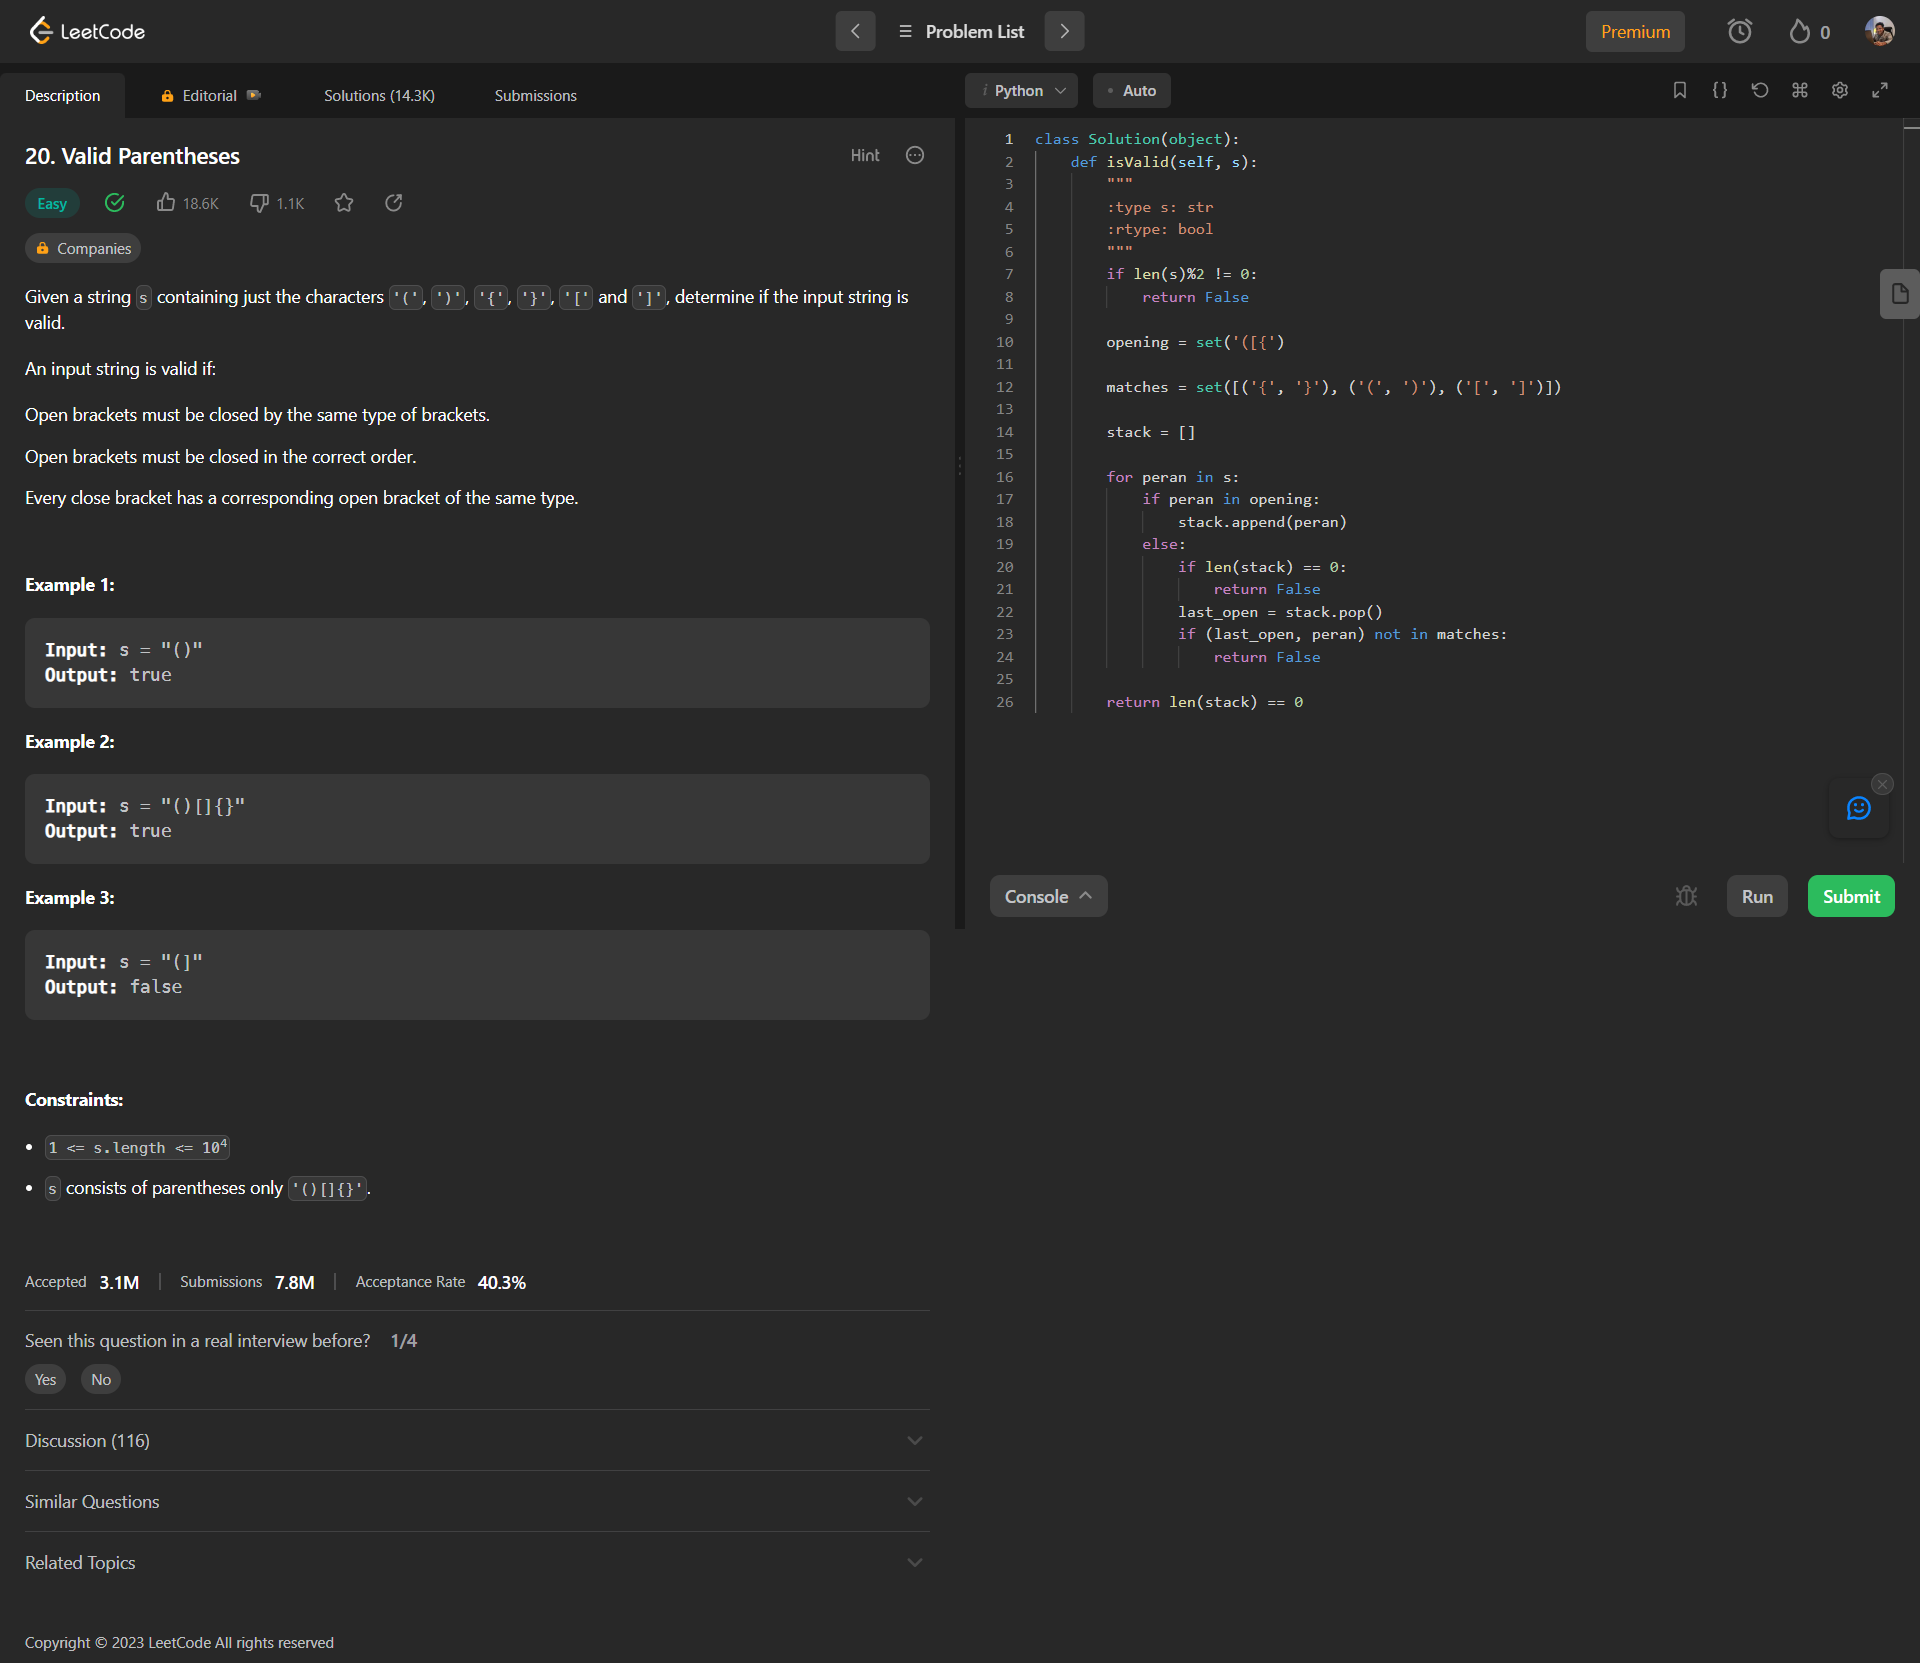 LeetCode
Problem List
Premium
0
Description
Editorial
Solutions (14.3K)
Submissions
20. Valid Parentheses
Hint
Easy
18.6K
1.1K
Companies
Given a string s containing just the characters '(', ')', '{', '}', '[' and ']', determine if the input string is
valid.
An input string is valid if:
Open brackets must be closed by the same type of brackets.
Open brackets must be closed in the correct order.
Every close bracket has a corresponding open bracket of the same type.
Example 1:
Input: s = "()"
Output: true
Example 2:
Input: s = "()[]{}"
Output: true
Example 3:
Input: s = "(]"
Output: false
Constraints:
• 1 <= s.length <= 10⁴
• s consists of parentheses only '()[]{}'.
Accepted 3.1M | Submissions 7.8M | Acceptance Rate 40.3%
Seen this question in a real interview before? 1/4
Yes No
Discussion (116)
Similar Questions
Related Topics
Copyright © 2023 LeetCode All rights reserved
i Python
• Auto
{}
1 class Solution(object):
2     def isValid(self, s):
3         """
4         :type s: str
5         :rtype: bool
6         """
7         if len(s)%2 != 0:
8             return False
9
10         opening = set('([{')
11
12         matches = set([('{', '}'), ('(', ')'), ('[', ']')])
13
14         stack = []
15
16         for peran in s:
17             if peran in opening:
18                 stack.append(peran)
19             else:
20                 if len(stack) == 0:
21                     return False
22                 last_open = stack.pop()
23                 if (last_open, peran) not in matches:
24                     return False
25
26         return len(stack) == 0
Console
Run
Submit